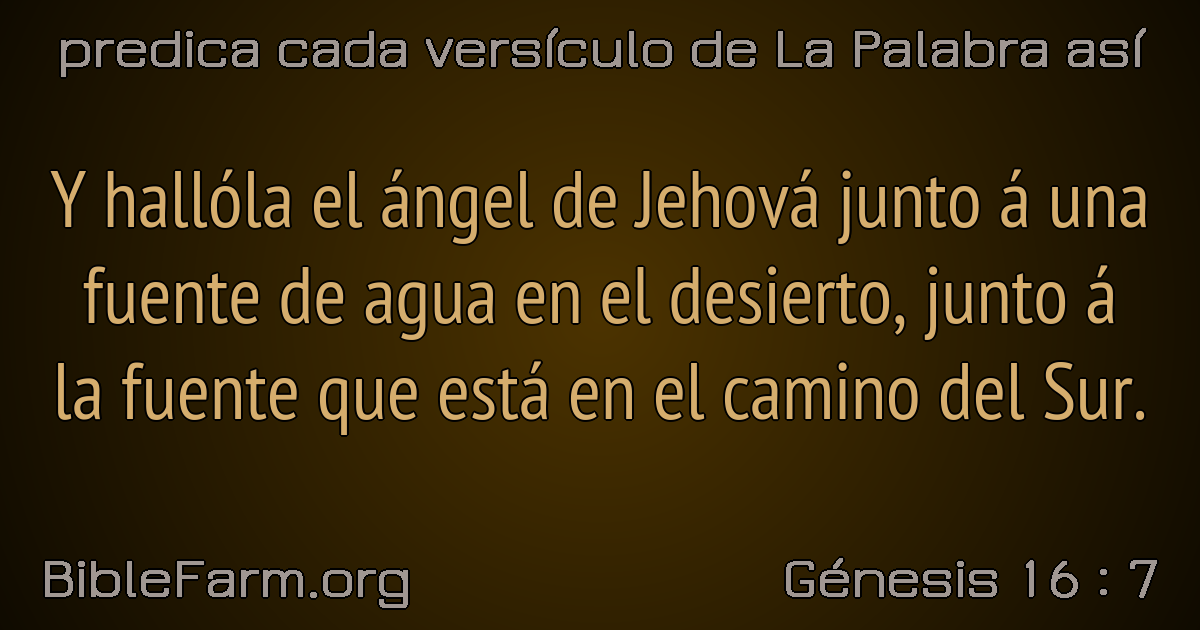 predica cada versículo de La Palabra así
Y hallóla el ángel de Jehová junto á una
fuente de agua en el desierto, junto á
la fuente que está en el camino del Sur.
BibleFarm.org
Génesis 16 : 7